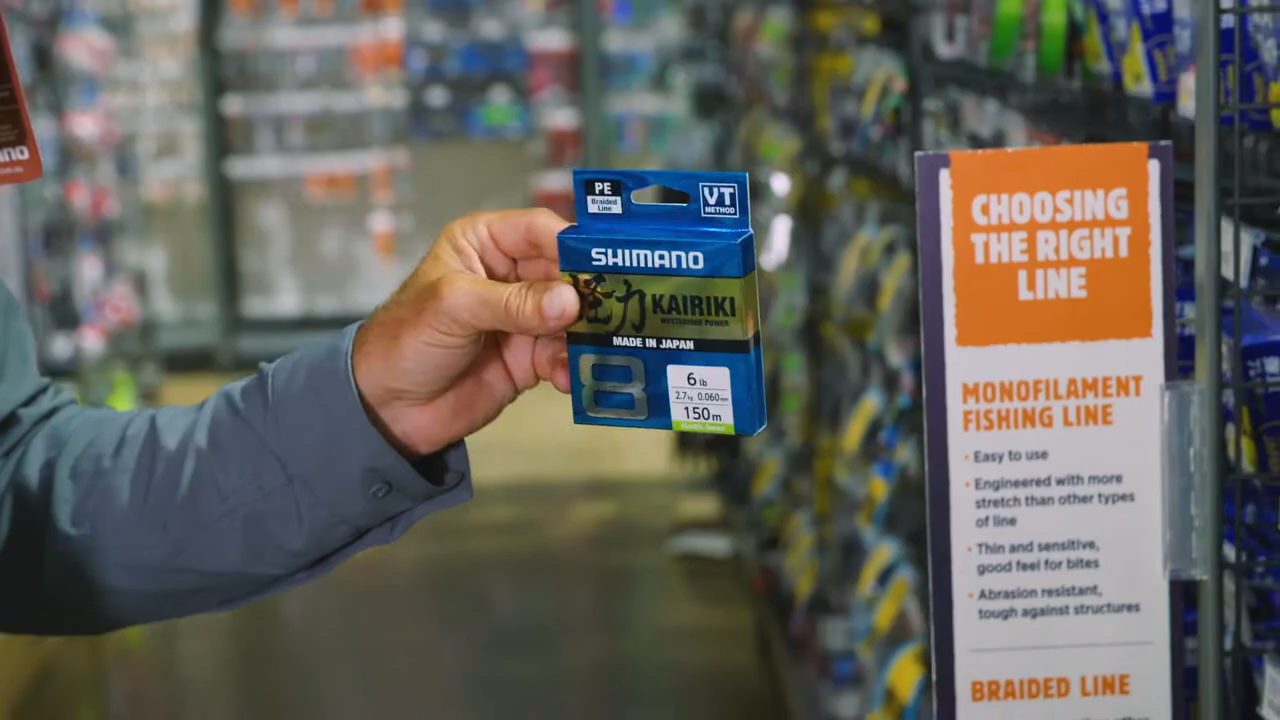 PE
Braided
Line
VT
METHOD
SHIMANO
KAIRIKI
MYSTERIOUS POWER
MADE IN JAPAN
8
6 lb
2.7kg 0.060mm
150m
CHOOSING
THE RIGHT
LINE
MONOFILAMENT
FISHING LINE
• Easy to use
• Engineered with more
stretch than other types
of line
• Thin and sensitive,
good feel for bites
• Abrasion resistant,
tough against structures
BRAIDED LINE